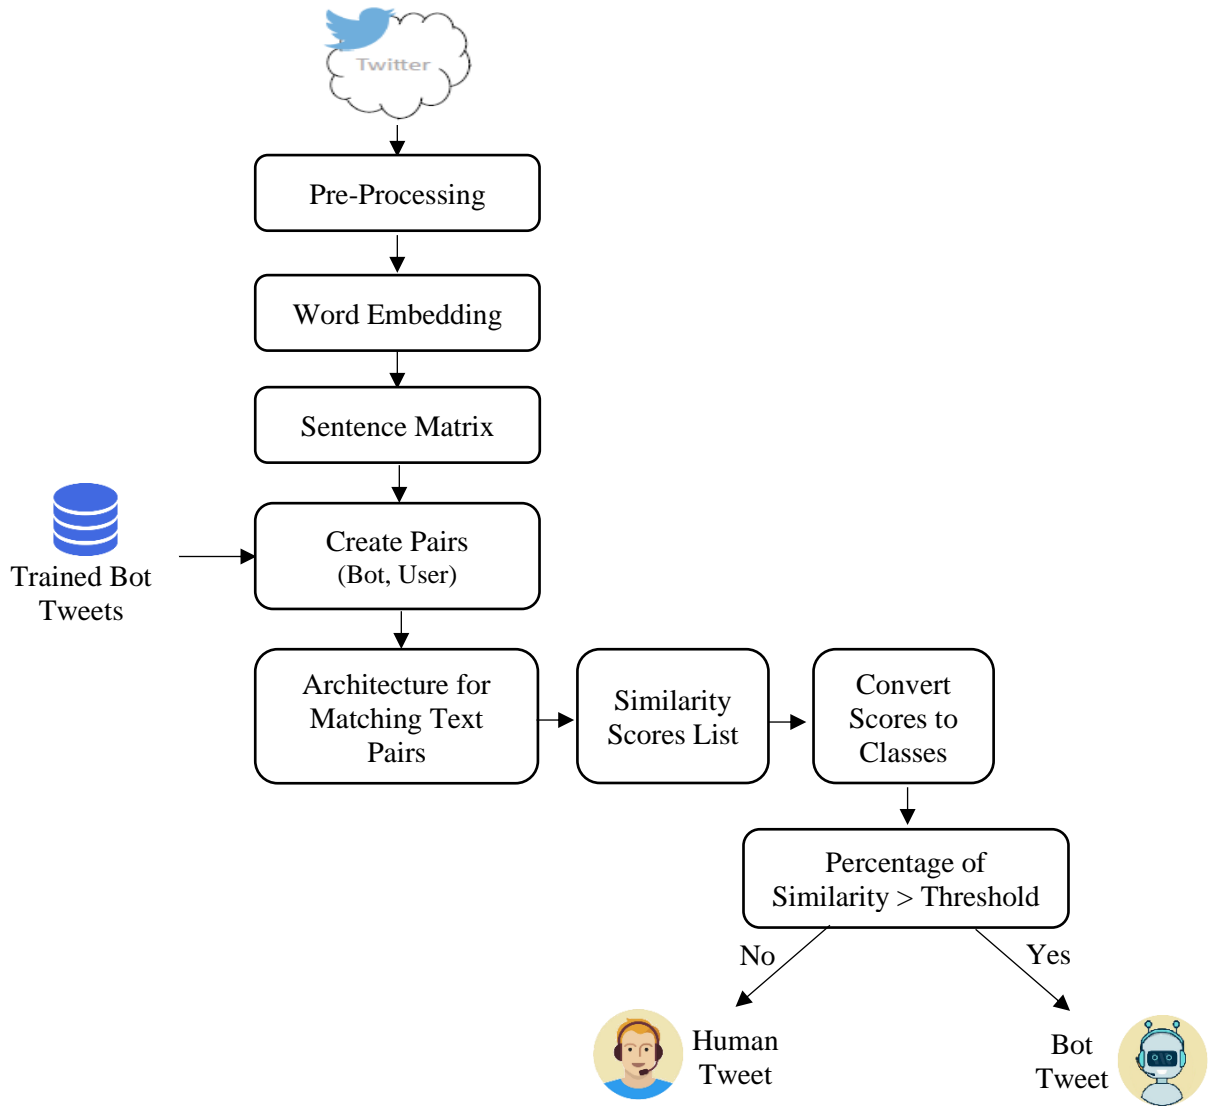 Twitter
Pre-Processing
Word Embedding
Sentence Matrix
Trained Bot
Tweets
Create Pairs
(Bot, User)
Architecture for
Matching Text
Pairs
Similarity
Scores List
Convert
Scores to
Classes
Percentage of
Similarity > Threshold
No
Yes
Human
Tweet
Bot
Tweet